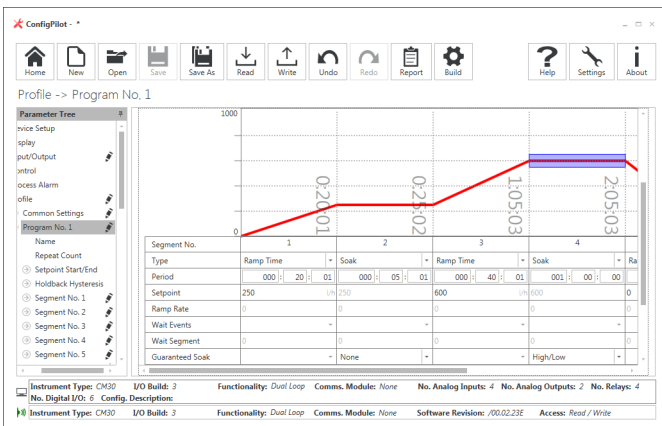 ConfigPilot - *
Home New Open Save Save As Read Write Undo Redo Report Build Help Settings About
Profile -> Program No. 1
Parameter Tree
evice Setup
splay
put/Output
ontrol
ocess Alarm
ofile
Common Settings
Program No. 1
Name
Repeat Count
Setpoint Start/End
Holdback Hysteresis
Segment No. 1
Segment No. 2
Segment No. 3
Segment No. 4
Segment No. 5
1000
0
0:20:01
0:25:02
1:05:03
2:05:03
Segment No. 1 2 3 4
Type Ramp Time Soak Ramp Time Soak Ra
Period 000 : 20 : 01 000 : 05 : 01 000 : 40 : 01 001 : 00 : 00
Setpoint 250 250 600 600 0
Ramp Rate 0 0 0 0 0
Wait Events
Wait Segment 0 0 0 0 0
Guaranteed Soak None High/Low
Instrument Type: CM30 I/O Build: 3 Functionality: Dual Loop Comms. Module: None No. Analog Inputs: 4 No. Analog Outputs: 2 No. Relays: 4
No. Digital I/O: 6 Config. Description:
Instrument Type: CM30 I/O Build: 3 Functionality: Dual Loop Comms. Module: None Software Revision: /00.02.23E Access: Read / Write